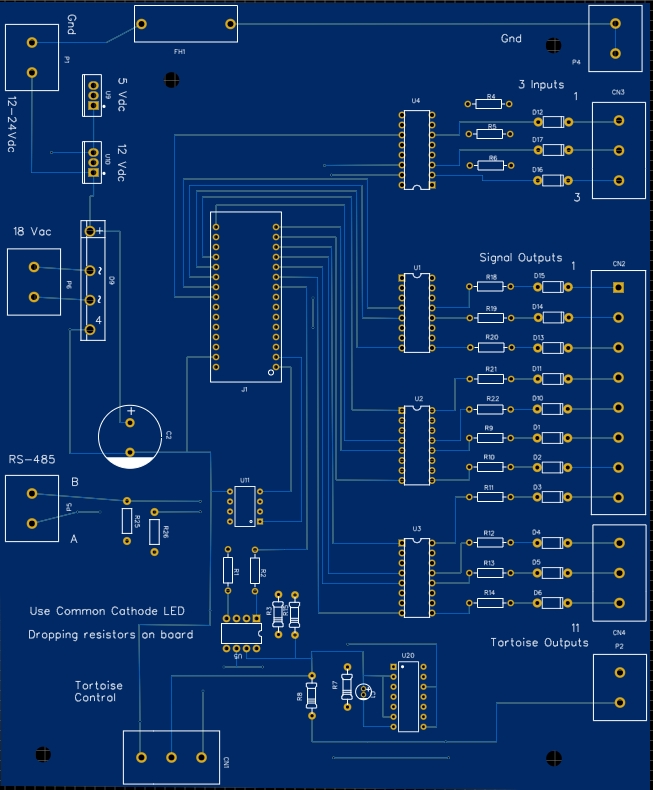 Gnd
P1
12-24Vdc
FH1
Gnd
P4
5 Vdc
U9
12 Vdc
U10
3 Inputs
1
CN3
U4
R4
D12
R5
D17
R6
D16
3
18 Vac
P6
+
~
~
4
D9
J1
Signal Outputs
1
CN2
U1
R18
D15
R19
D14
R20
D13
R21
D11
U2
R22
D10
R9
D1
R10
D2
R11
D3
+
C2
RS-485
B
A
R25
R26
U11
U3
R12
D4
R13
D5
R14
D6
11
CN4
Tortoise Outputs
P2
R1
R2
R3
R15
U5
Use Common Cathode LED
Dropping resistors on board
Tortoise
Control
CN1
R8
R7
+
U20